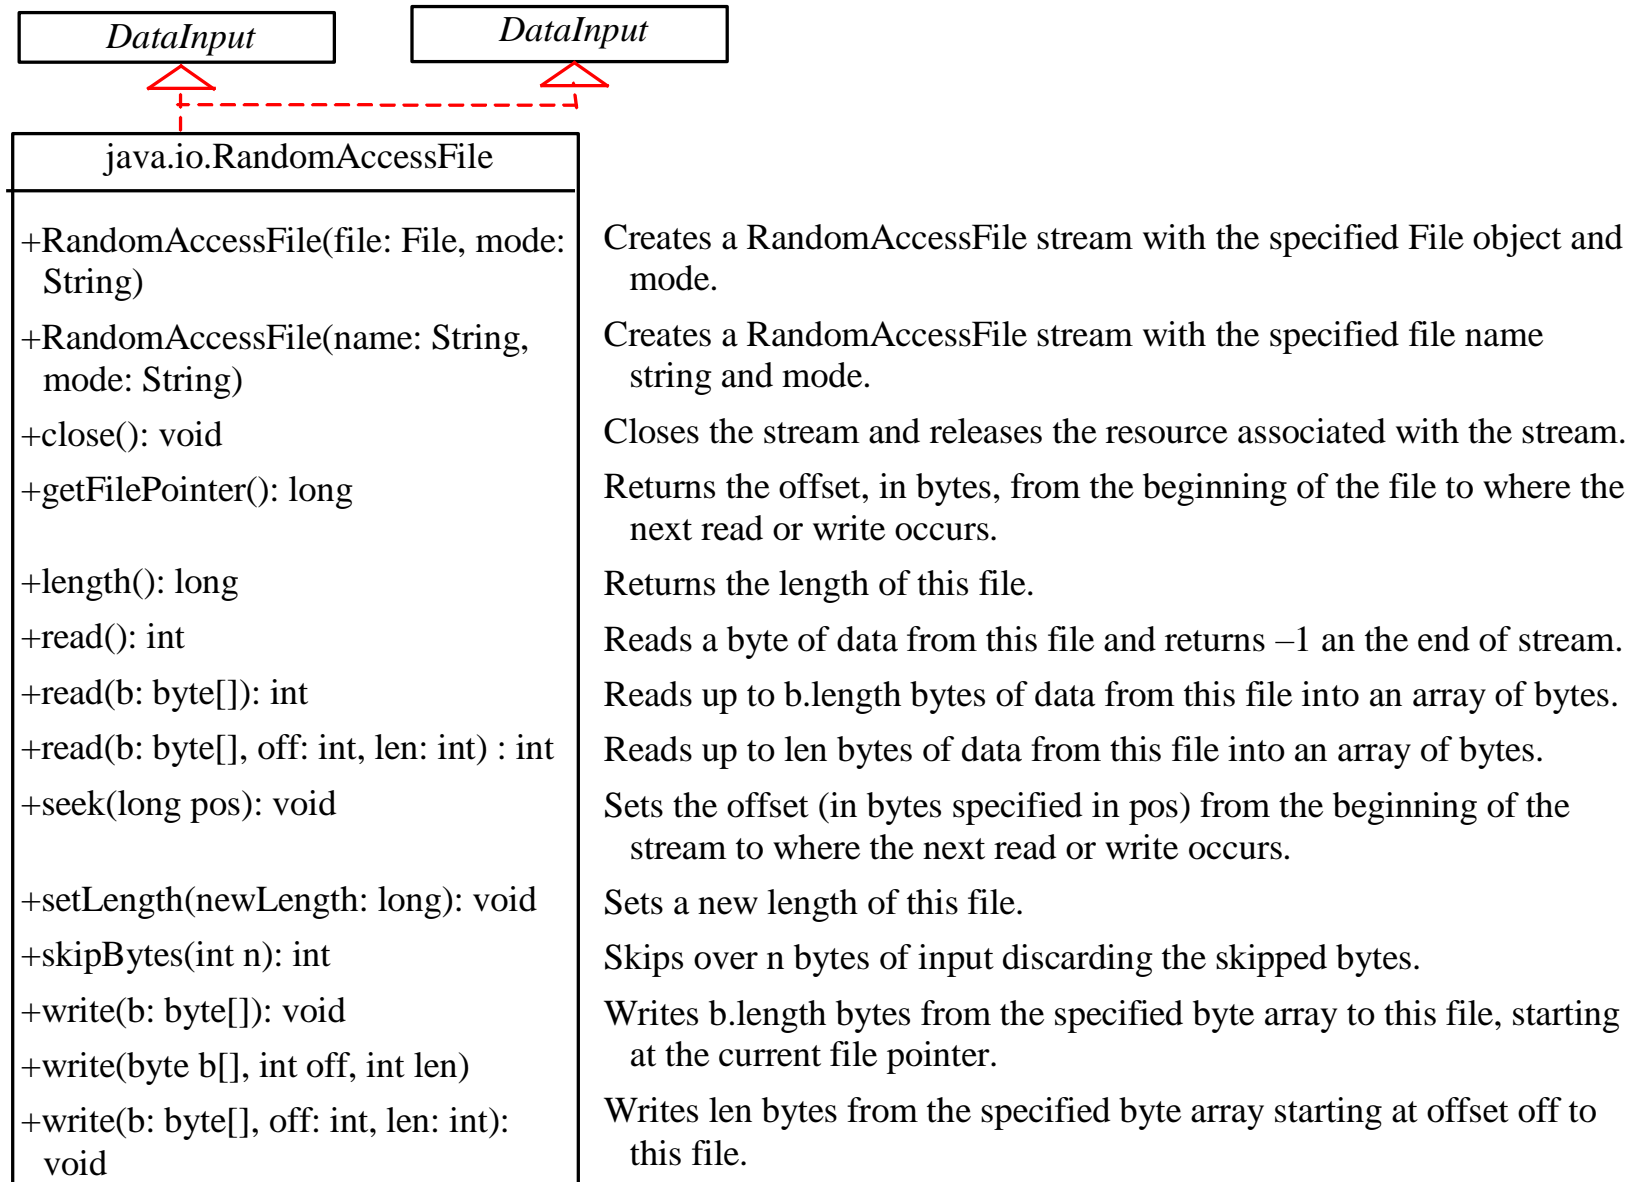 DataInput
DataInput
java.io.RandomAccessFile
+RandomAccessFile(file: File, mode:
String)
Creates a RandomAccessFile stream with the specified File object and
mode.
+RandomAccessFile(name: String,
mode: String)
Creates a RandomAccessFile stream with the specified file name
string and mode.
+close(): void
Closes the stream and releases the resource associated with the stream.
+getFilePointer(): long
Returns the offset, in bytes, from the beginning of the file to where the
next read or write occurs.
+length(): long
Returns the length of this file.
+read(): int
Reads a byte of data from this file and returns –1 an the end of stream.
+read(b: byte[]): int
Reads up to b.length bytes of data from this file into an array of bytes.
+read(b: byte[], off: int, len: int) : int
Reads up to len bytes of data from this file into an array of bytes.
+seek(long pos): void
Sets the offset (in bytes specified in pos) from the beginning of the
stream to where the next read or write occurs.
+setLength(newLength: long): void
Sets a new length of this file.
+skipBytes(int n): int
Skips over n bytes of input discarding the skipped bytes.
+write(b: byte[]): void
Writes b.length bytes from the specified byte array to this file, starting
at the current file pointer.
+write(byte b[], int off, int len)
+write(b: byte[], off: int, len: int):
void
Writes len bytes from the specified byte array starting at offset off to
this file.